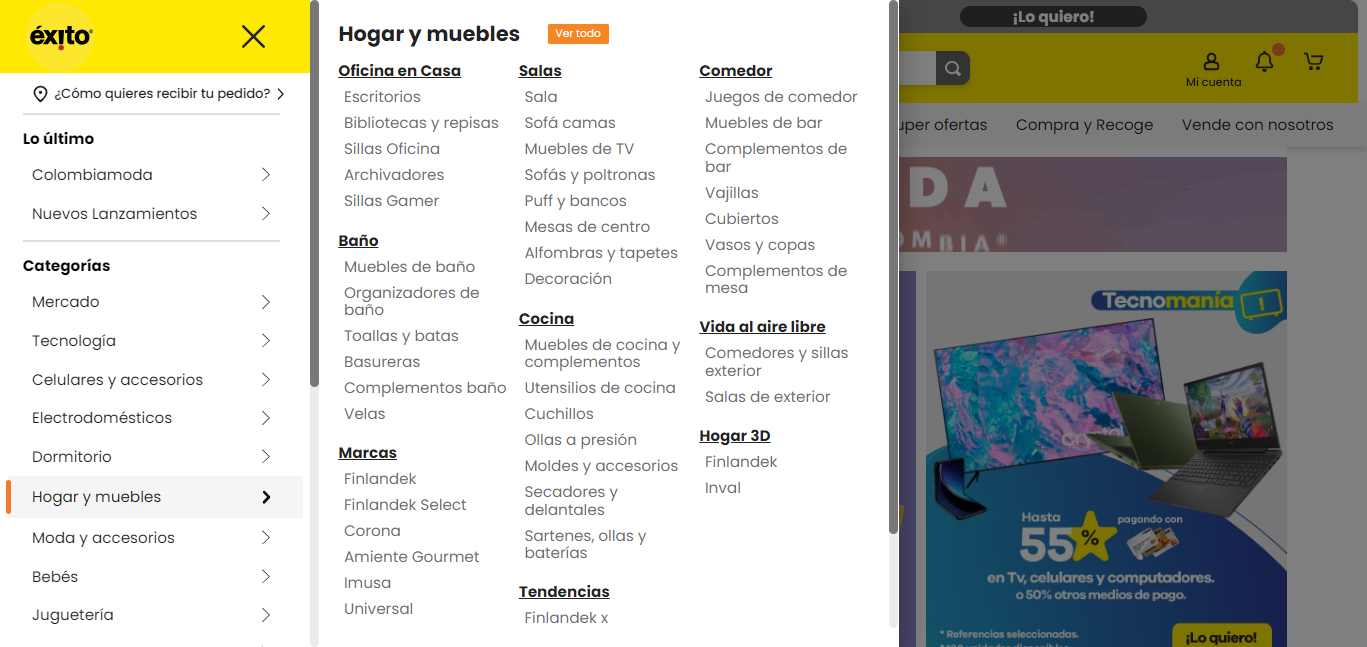 éxito
¿Cómo quieres recibir tu pedido?
Lo último
Colombiamoda
Nuevos Lanzamientos
Categorías
Mercado
Tecnología
Celulares y accesorios
Electrodomésticos
Dormitorio
Hogar y muebles
Moda y accesorios
Bebés
Juguetería
Hogar y muebles
Ver todo
Oficina en Casa
Escritorios
Bibliotecas y repisas
Sillas Oficina
Archivadores
Sillas Gamer
Baño
Muebles de baño
Organizadores de
baño
Toallas y batas
Basureras
Complementos baño
Velas
Marcas
Finlandek
Finlandek Select
Corona
Amiente Gourmet
Imusa
Universal
Salas
Sala
Sofá camas
Muebles de TV
Sofás y poltronas
Puff y bancos
Mesas de centro
Alfombras y tapetes
Decoración
Cocina
Muebles de cocina y
complementos
Utensilios de cocina
Cuchillos
Ollas a presión
Moldes y accesorios
Secadores y
delantales
Sartenes, ollas y
baterías
Tendencias
Finlandek x
Comedor
Juegos de comedor
Muebles de bar
Complementos de
bar
Vajillas
Cubiertos
Vasos y copas
Complementos de
mesa
Vida al aire libre
Comedores y sillas
exterior
Salas de exterior
Hogar 3D
Finlandek
Inval
¡Lo quiero!
Mi cuenta
uper ofertas
Compra y Recoge
Vende con nosotros
DA
OMBIA®
Tecnomanía
Hasta
55%
pagando con
en Tv, celulares y computadores.
o 50% otros medios de pago.
¡Lo quiero!
* Referencias seleccionadas.